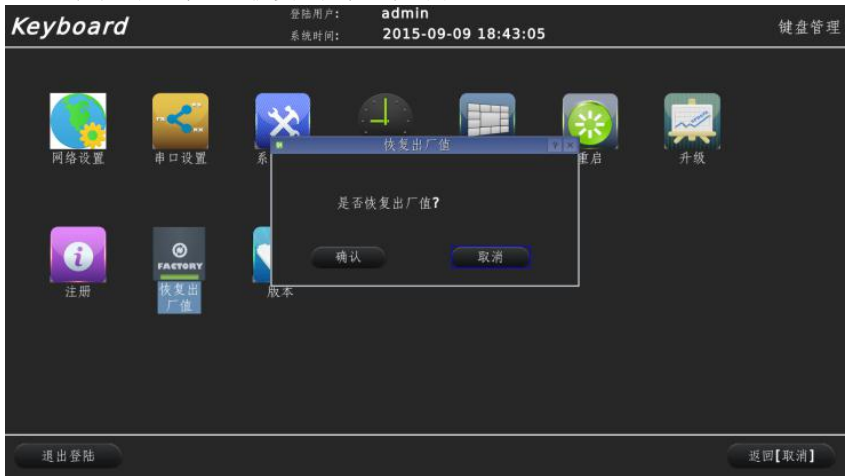 Keyboard
登陆用户: admin
系统时间: 2015-09-09 18:43:05
键盘管理
网络设置
串口设置
系
重启
升级
恢复出厂值
是否恢复出厂值?
确认
取消
注册
FACTORY
恢复出
厂值
版本
退出登陆
返回【取消】